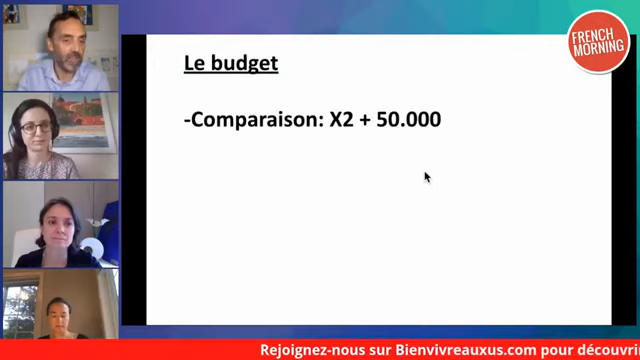 FRENCH
MORNING
Le budget
-Comparaison: X2 + 50.000
Rejoignez-nous sur Bienvivreauxus.com pour découvri